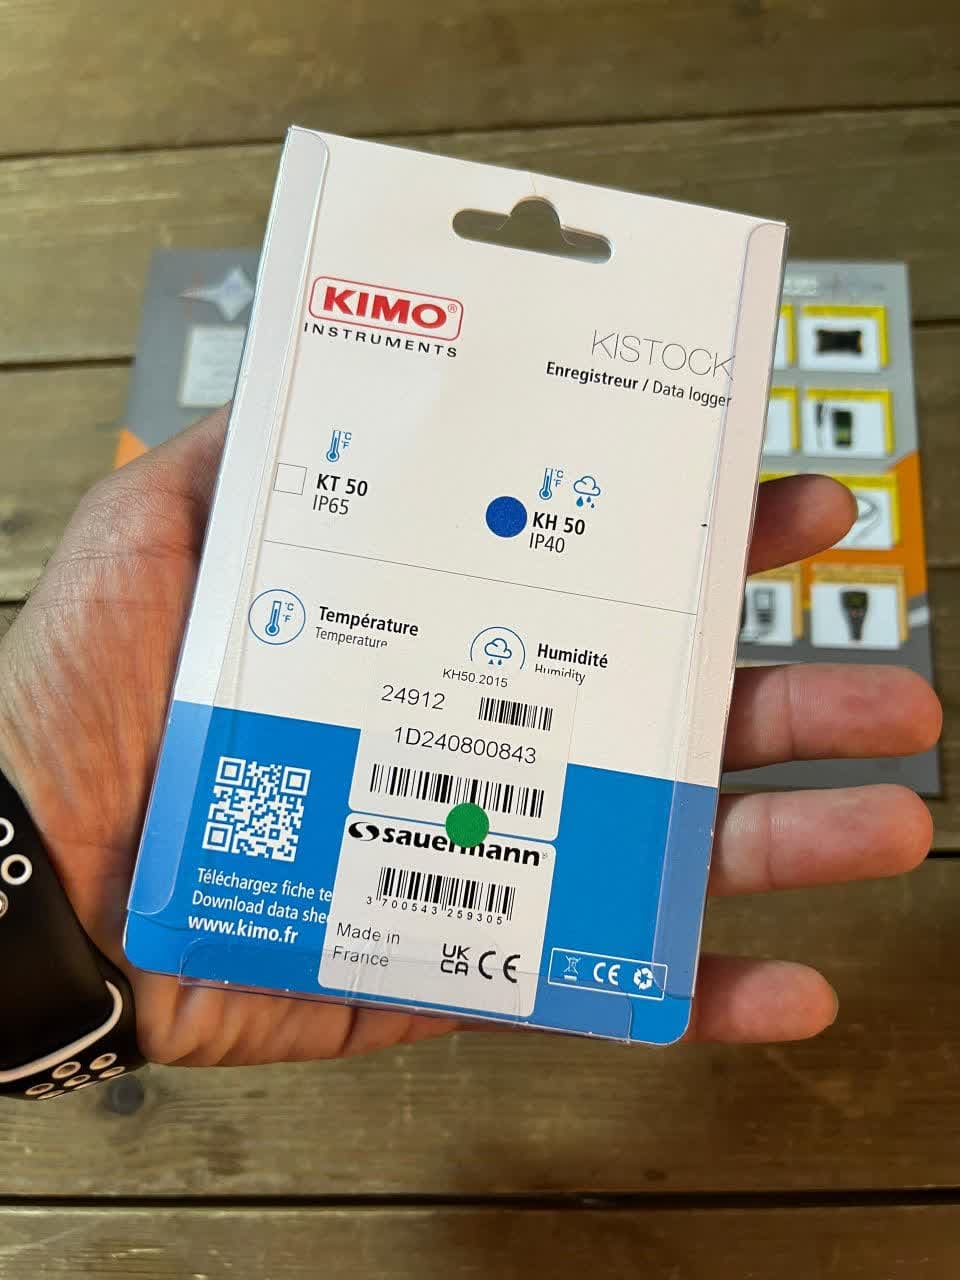 KIMO®
INSTRUMENTS
KISTOCK
Enregistreur / Data logger
°C
°F
KT 50
IP65
°C
°F
KH 50
IP40
°C
°F
Température
Temperature
Humidité
Humidity
KH50.2015
24912
1D240800843
sauermann®
3 700543 259305
Made in
France
UK
CA CE
Téléchargez fiche te
Download data shee
www.kimo.fr
CE